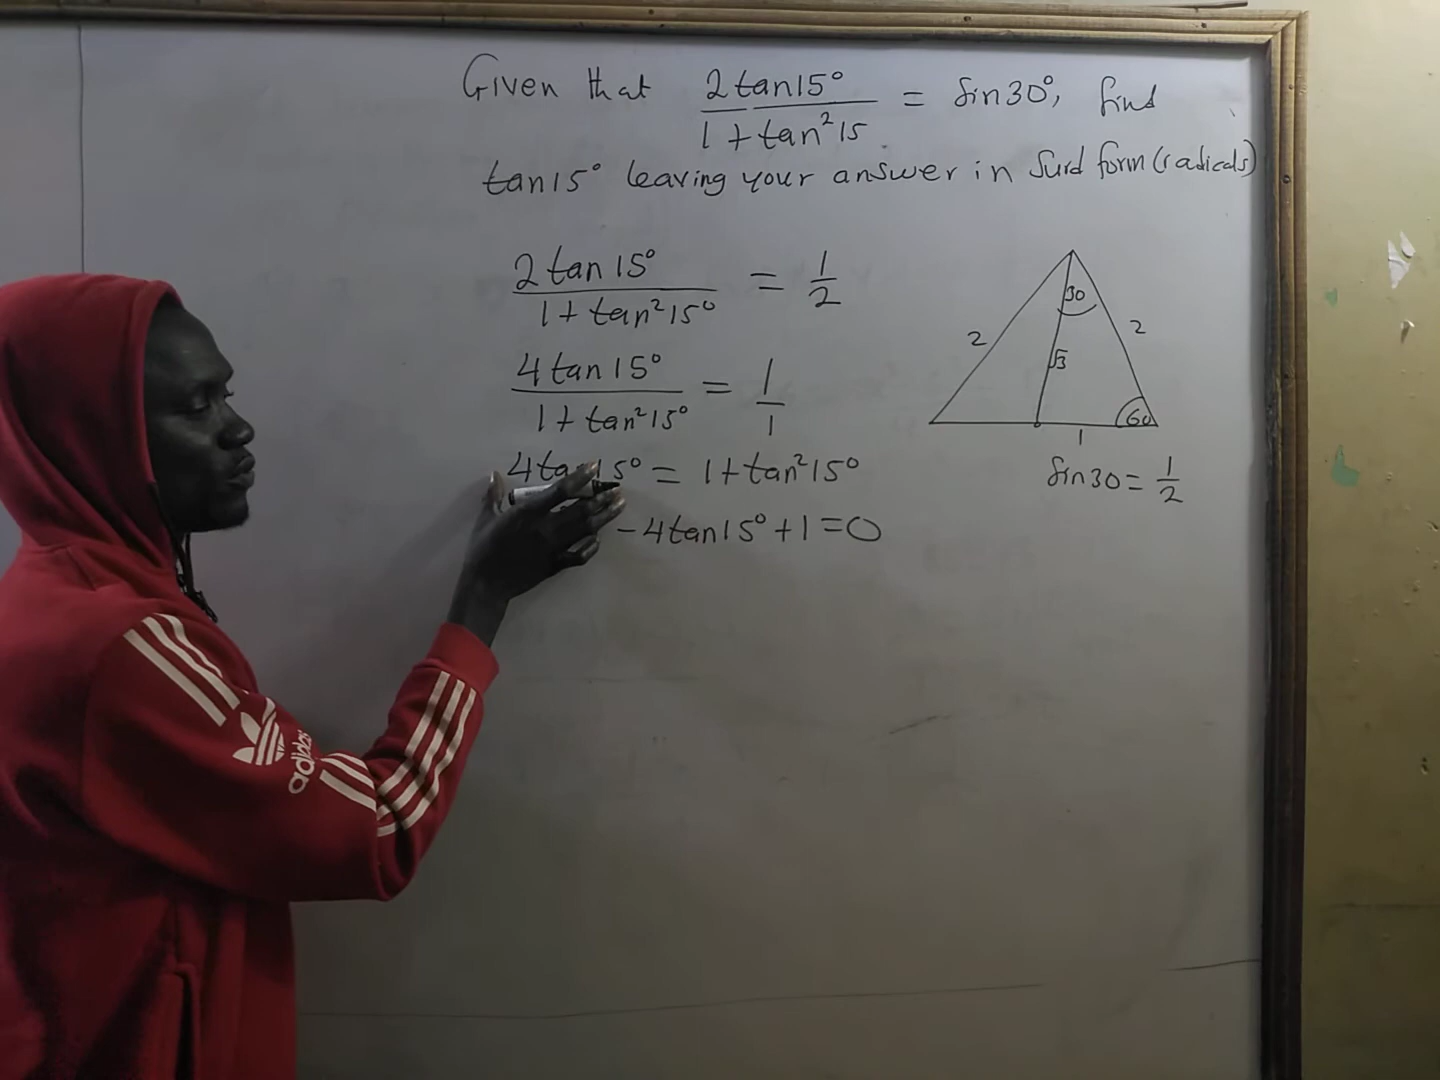 Given that 2tan15° / 1+tan²15 = Sin30°, find
tan15° leaving your answer in Surd form (radicals)
2tan15° / 1+tan²15° = 1/2
4tan15° / 1+tan²15° = 1/1
4tan15° = 1+tan²15°
-4tan15°+1=0
30
2
2
√3
60
1
Sin30 = 1/2
adidas